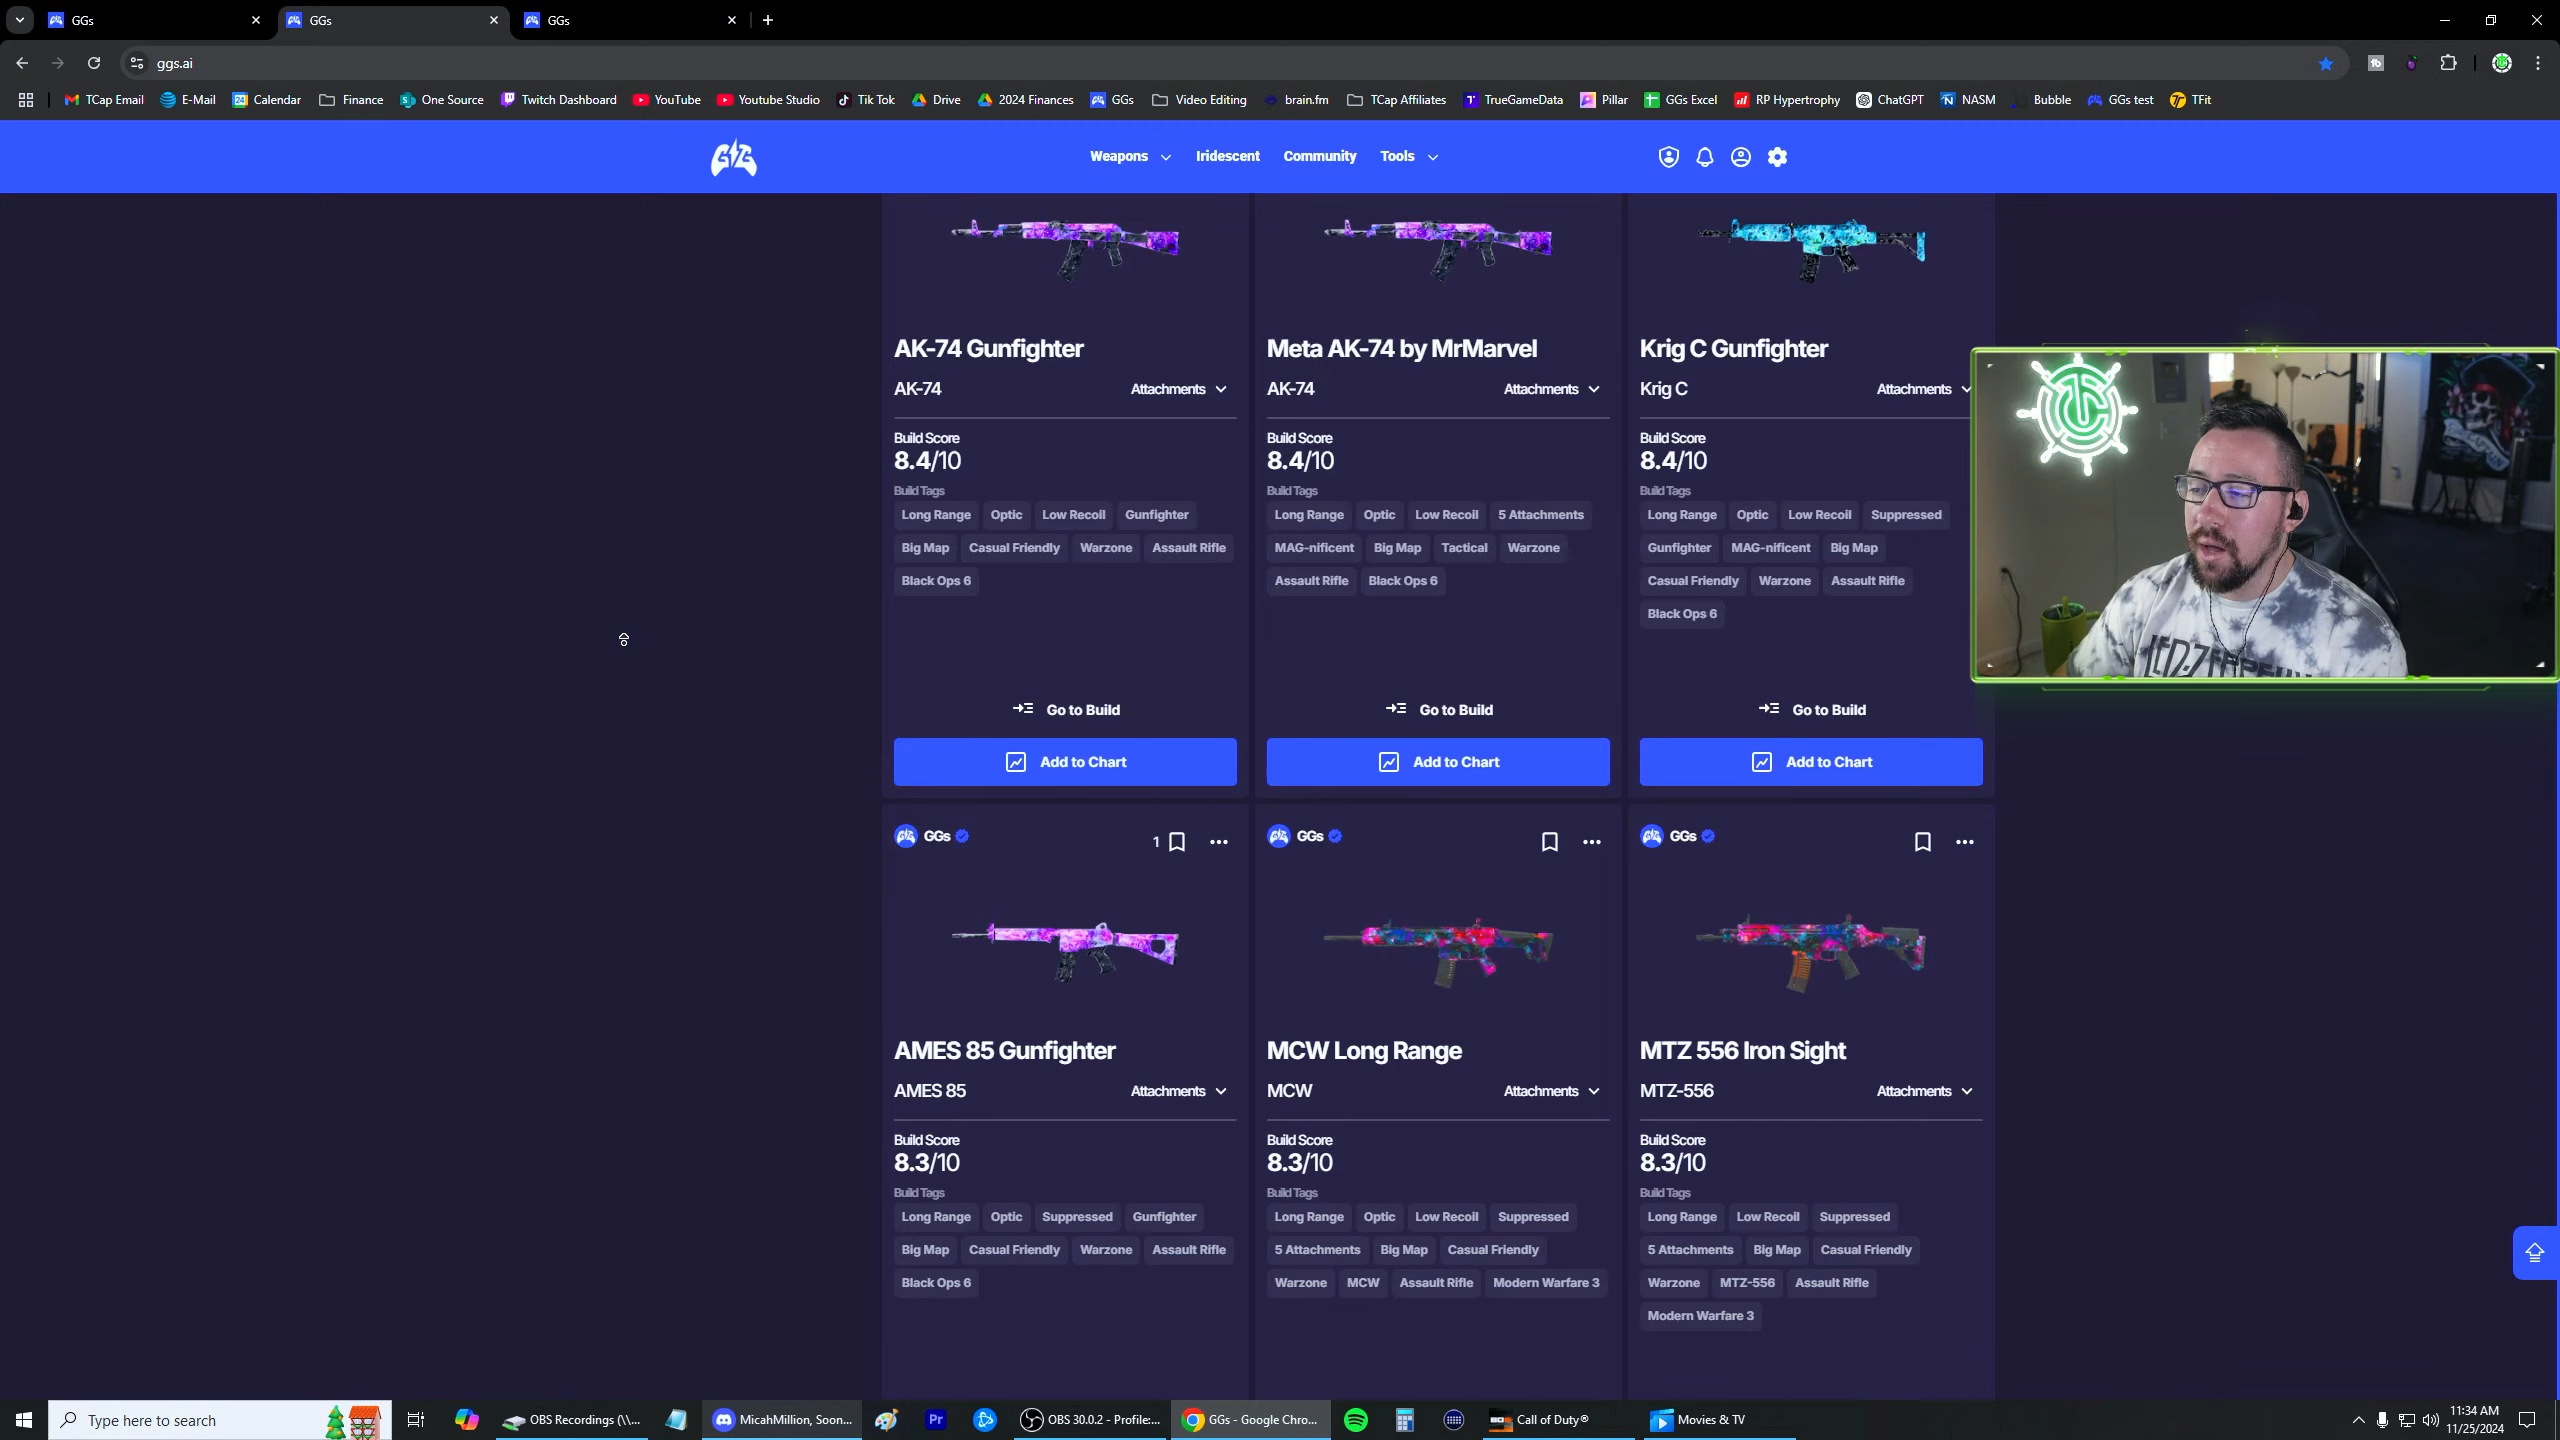 GGs GGs GGs
ggs.ai
TCap Email E-Mail Calendar Finance One Source Twitch Dashboard YouTube Youtube Studio Tik Tok Drive 2024 Finances GGs Video Editing brain.fm TCap Affiliates TrueGameData Pillar GGs Excel RP Hypertrophy ChatGPT NASM Bubble GGs test TFit
Weapons Iridescent Community Tools
AK-74 Gunfighter
AK-74 Attachments
Build Score
8.4/10
Build Tags
Long Range Optic Low Recoil Gunfighter
Big Map Casual Friendly Warzone Assault Rifle
Black Ops 6
Go to Build
Add to Chart
Meta AK-74 by MrMarvel
AK-74 Attachments
Build Score
8.4/10
Build Tags
Long Range Optic Low Recoil 5 Attachments
MAG-nificent Big Map Tactical Warzone
Assault Rifle Black Ops 6
Go to Build
Add to Chart
Krig C Gunfighter
Krig C Attachments
Build Score
8.4/10
Build Tags
Long Range Optic Low Recoil Suppressed
Gunfighter MAG-nificent Big Map
Casual Friendly Warzone Assault Rifle
Black Ops 6
Go to Build
Add to Chart
GGs 1
AMES 85 Gunfighter
AMES 85 Attachments
Build Score
8.3/10
Build Tags
Long Range Optic Suppressed Gunfighter
Big Map Casual Friendly Warzone Assault Rifle
Black Ops 6
GGs
MCW Long Range
MCW Attachments
Build Score
8.3/10
Build Tags
Long Range Optic Low Recoil Suppressed
5 Attachments Big Map Casual Friendly
Warzone MCW Assault Rifle Modern Warfare 3
GGs
MTZ 556 Iron Sight
MTZ-556 Attachments
Build Score
8.3/10
Build Tags
Long Range Low Recoil Suppressed
5 Attachments Big Map Casual Friendly
Warzone MTZ-556 Assault Rifle
Modern Warfare 3
Type here to search OBS Recordings (\\... MicahMillion, Soon... Pr OBS 30.0.2 - Profile:... GGs - Google Chro... Call of Duty® Movies & TV
11:34 AM
11/25/2024